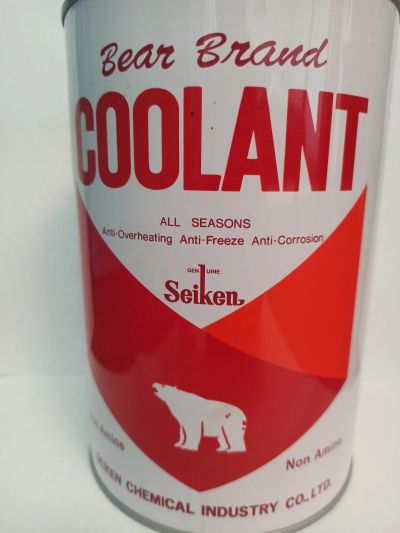 Bear Brand
COOLANT
ALL SEASONS
Anti-Overheating Anti-Freeze Anti-Corrosion
GENUINE
Seiken
Amine
Non Amine
SEIKEN CHEMICAL INDUSTRY CO., LTD.